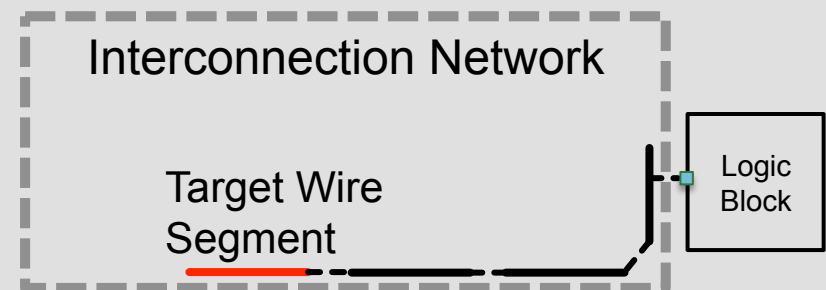 Interconnection Network
Target Wire
Segment
Logic
Block